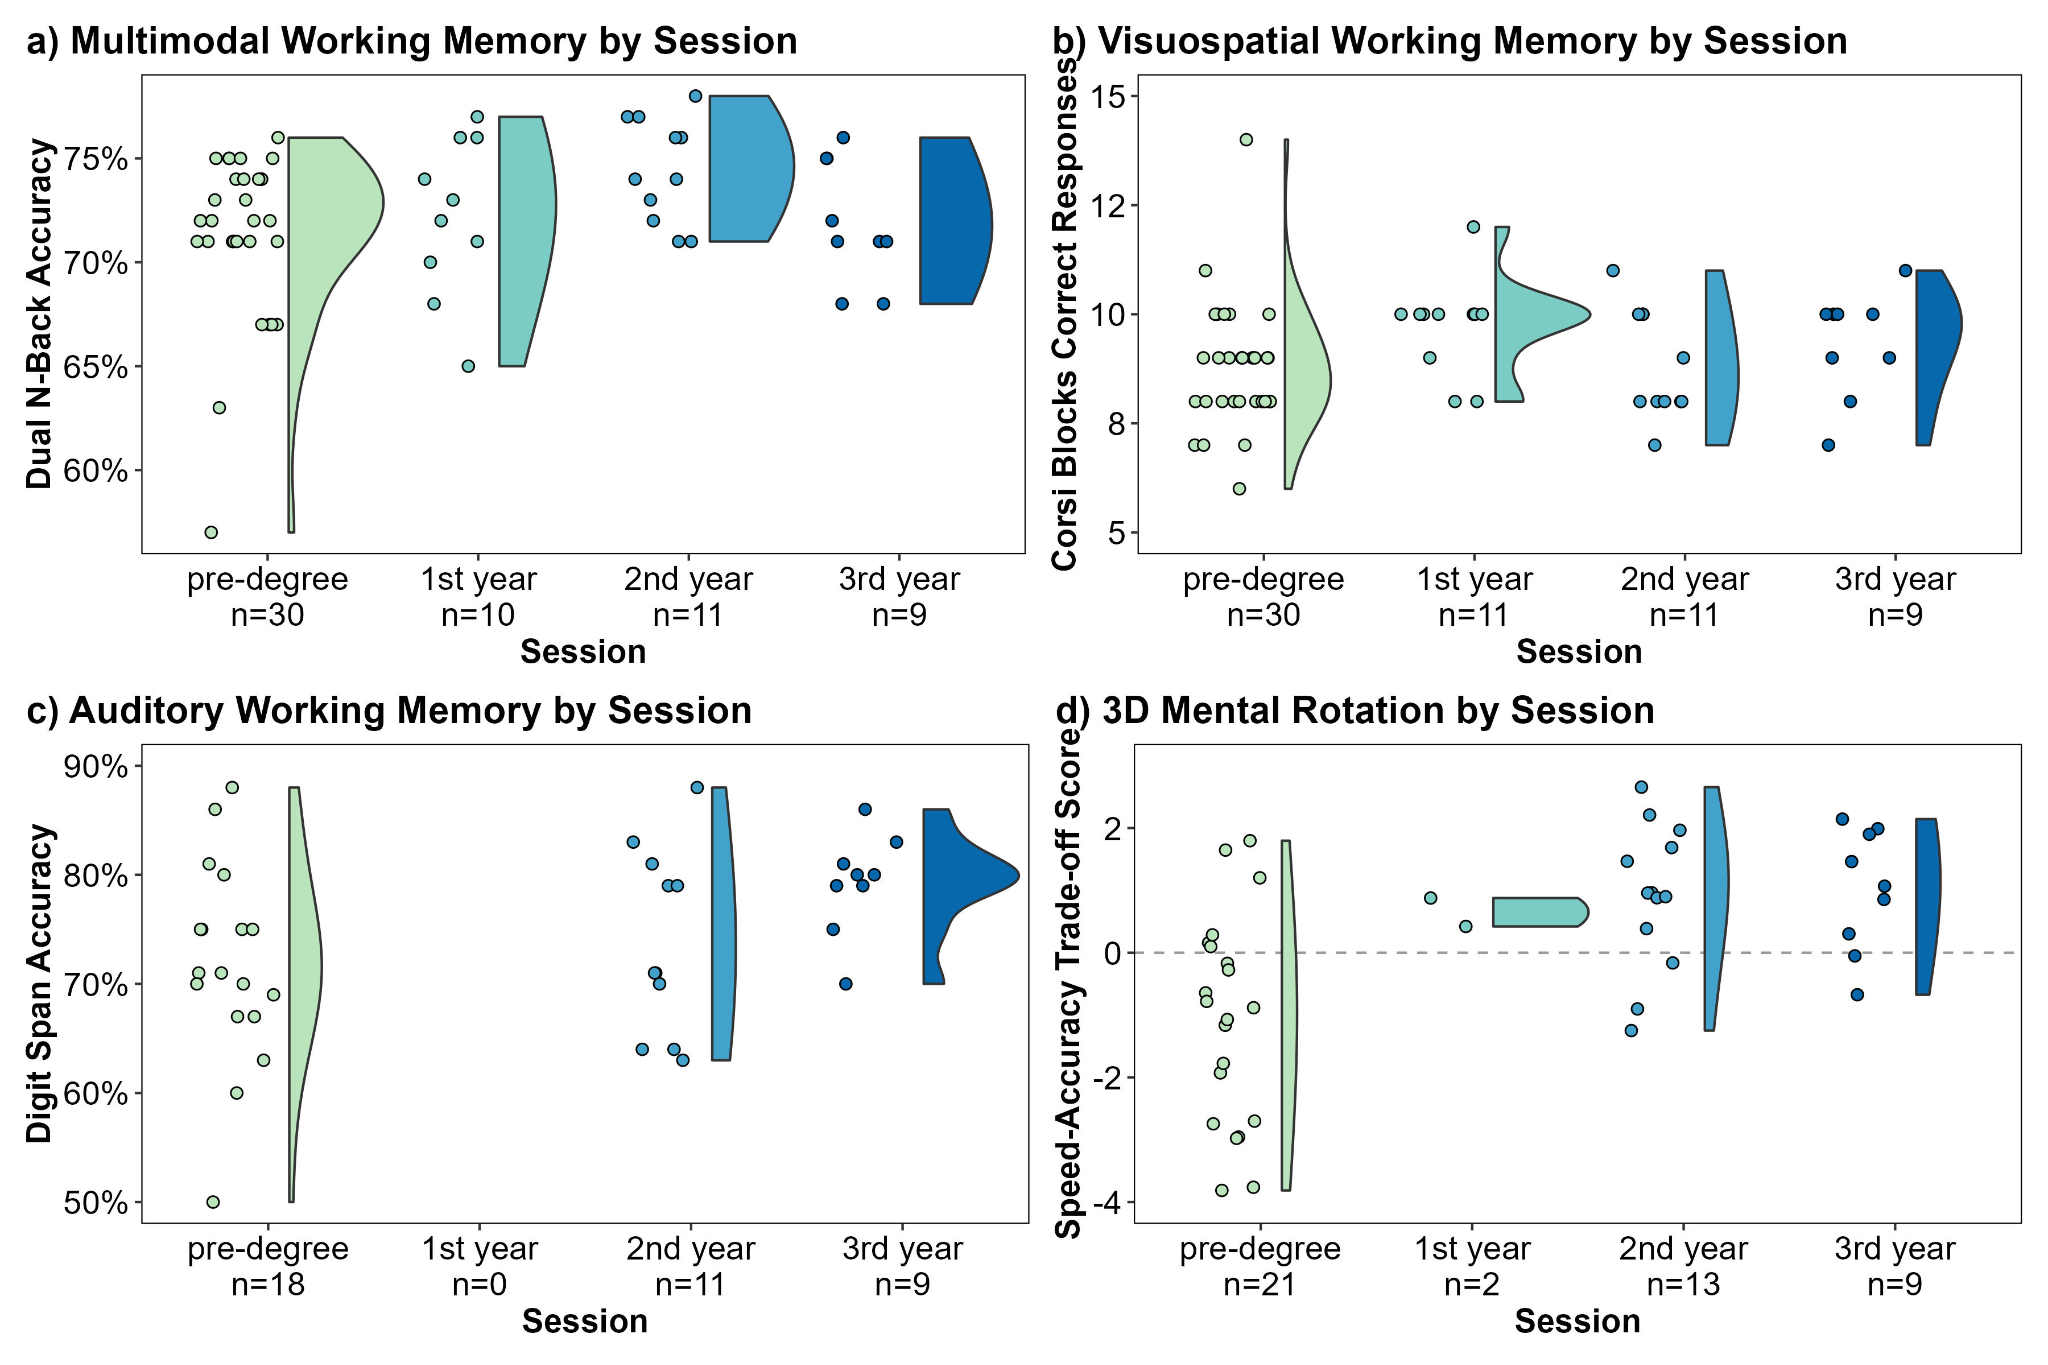 a) Multimodal Working Memory by Session
Dual N-Back Accuracy
75%
70%
65%
60%
pre-degree 1st year 2nd year 3rd year
n=30 n=10 n=11 n=9
Session
b) Visuospatial Working Memory by Session
Corsi Blocks Correct Responses
15
12
10
8
5
pre-degree 1st year 2nd year 3rd year
n=30 n=11 n=11 n=9
Session
c) Auditory Working Memory by Session
Digit Span Accuracy
90%
80%
70%
60%
50%
pre-degree 1st year 2nd year 3rd year
n=18 n=0 n=11 n=9
Session
d) 3D Mental Rotation by Session
Speed-Accuracy Trade-off Score
2
0
-2
-4
pre-degree 1st year 2nd year 3rd year
n=21 n=2 n=13 n=9
Session